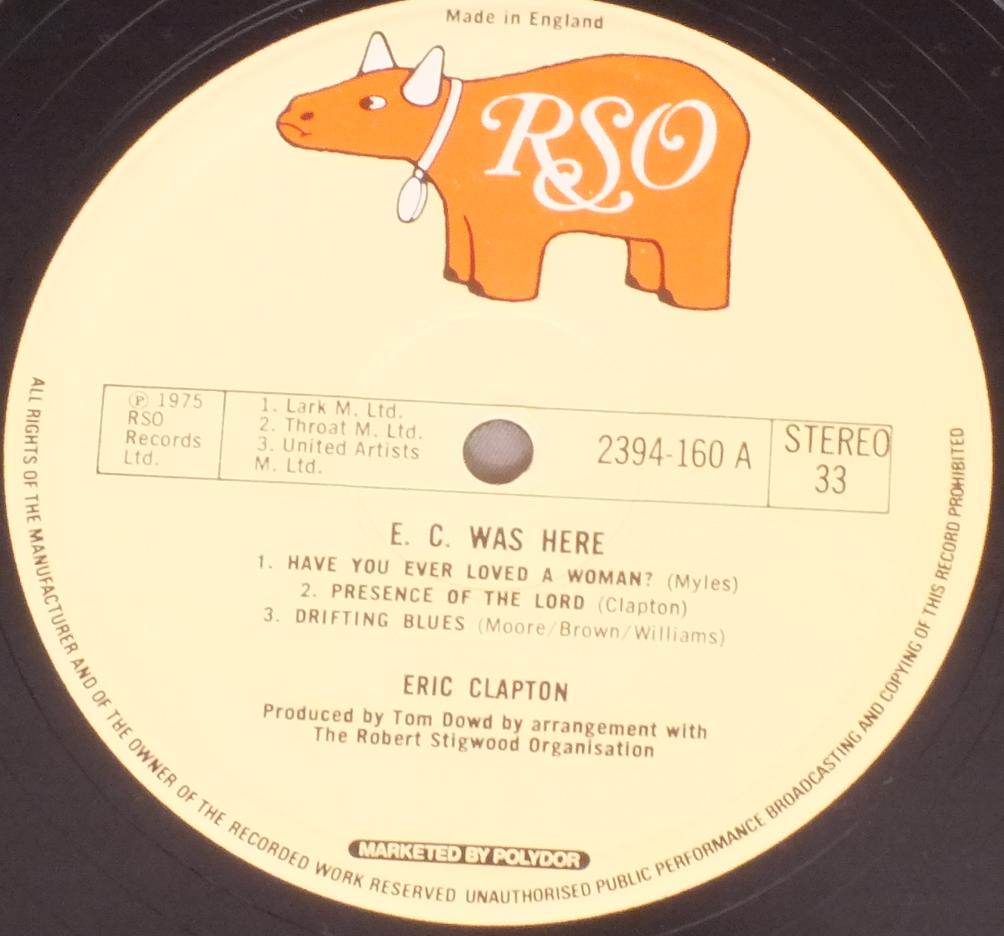 Made in England
RSO
℗ 1975
RSO
Records
Ltd.
1. Lark M. Ltd.
2. Throat M. Ltd.
3. United Artists
M. Ltd.
2394-160 A
STEREO
33
E. C. WAS HERE
1. HAVE YOU EVER LOVED A WOMAN? (Myles)
2. PRESENCE OF THE LORD (Clapton)
3. DRIFTING BLUES (Moore/Brown/Williams)
ERIC CLAPTON
Produced by Tom Dowd by arrangement with
The Robert Stigwood Organisation
MARKETED BY POLYDOR
ALL RIGHTS OF THE MANUFACTURER AND OF THE OWNER OF THE RECORDED WORK RESERVED UNAUTHORISED PUBLIC PERFORMANCE BROADCASTING AND COPYING OF THIS RECORD PROHIBITED